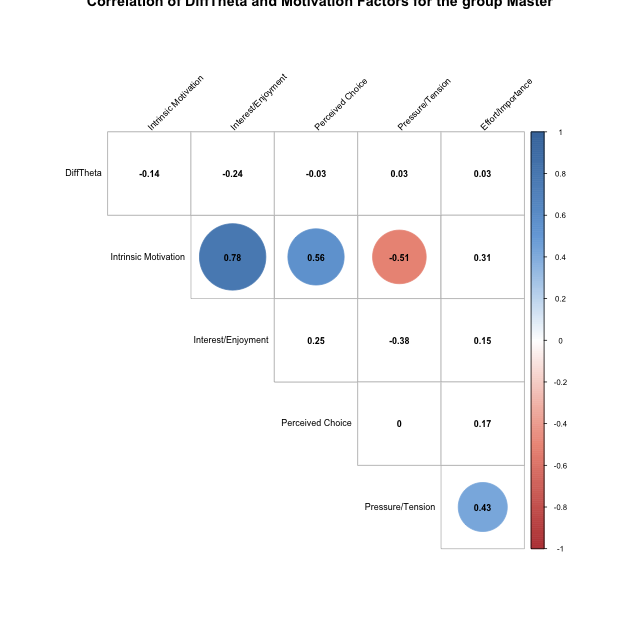 Correlation of DiffTheta and Motivation Factors for the group Master
Intrinsic Motivation
Interest/Enjoyment
Perceived Choice
Pressure/Tension
Effort/Importance
DiffTheta -0.14 -0.24 -0.03 0.03 0.03
Intrinsic Motivation 0.78 0.56 -0.51 0.31
Interest/Enjoyment 0.25 -0.38 0.15
Perceived Choice 0 0.17
Pressure/Tension 0.43
1
0.8
0.6
0.4
0.2
0
-0.2
-0.4
-0.6
-0.8
-1